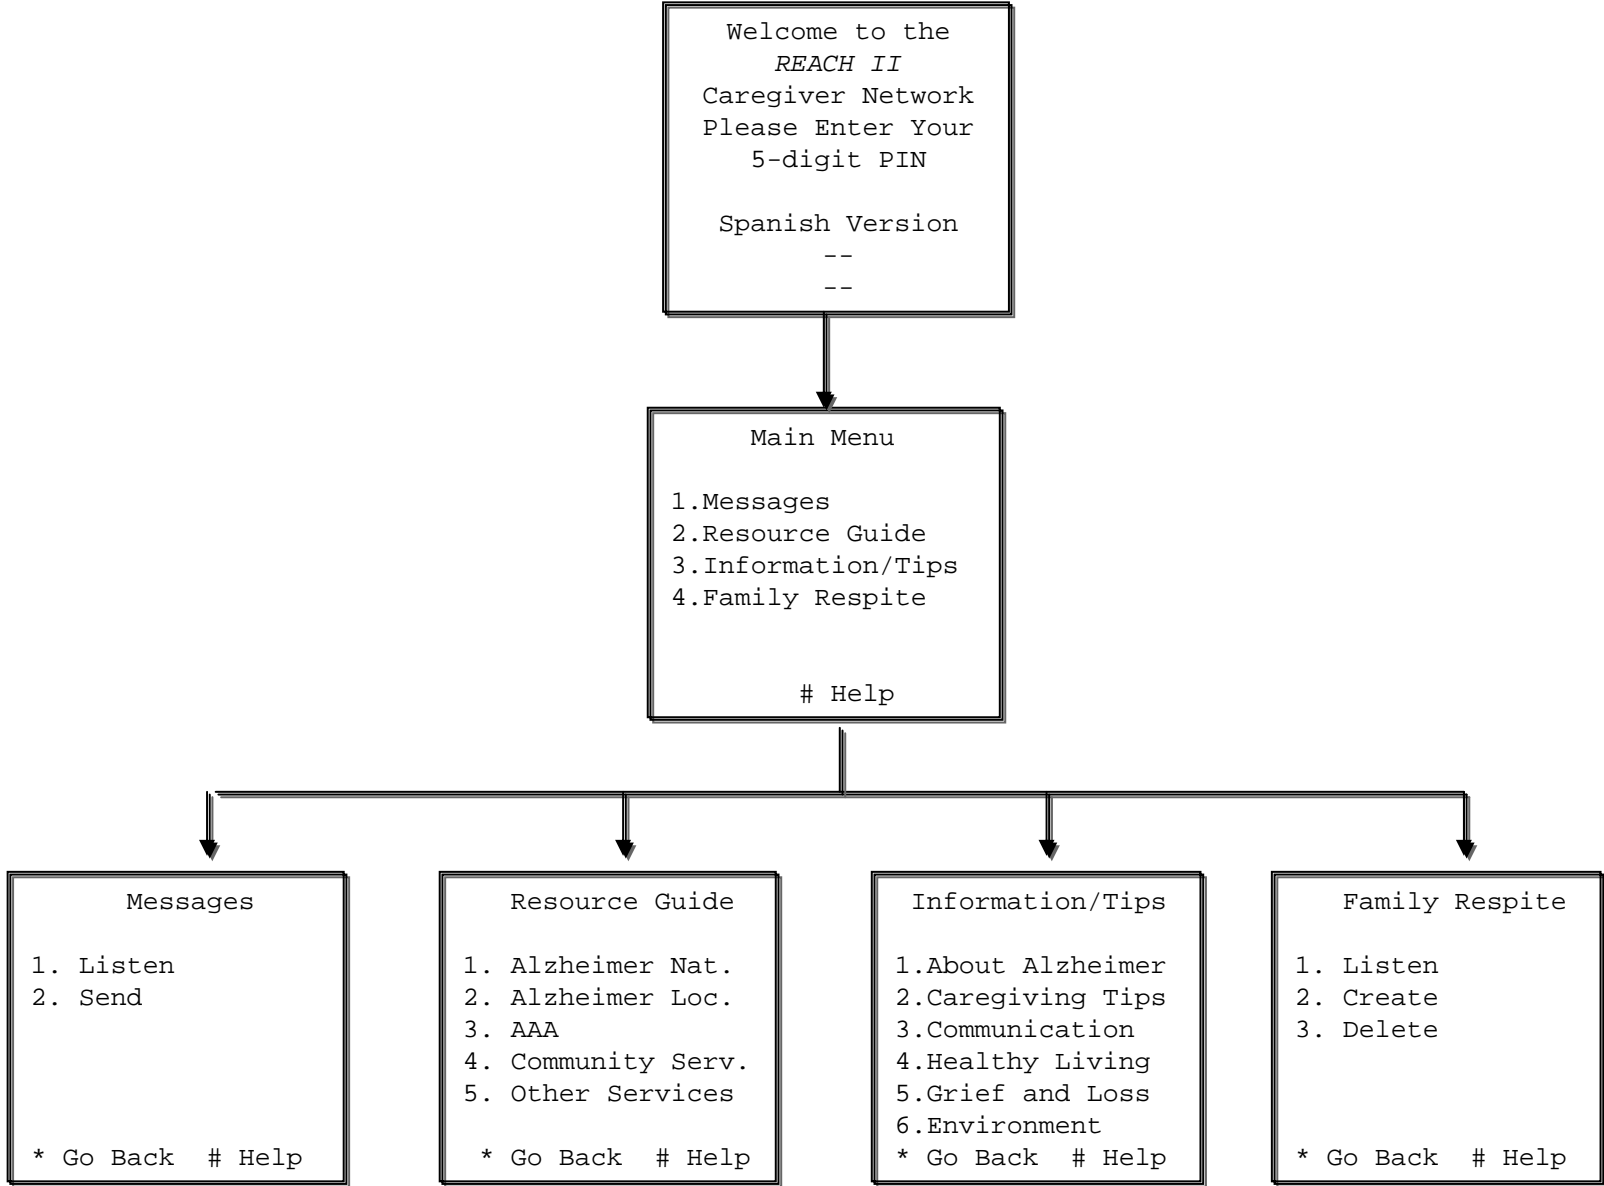 Welcome to the
REACH II
Caregiver Network
Please Enter Your
5-digit PIN
Spanish Version
--
--
Main Menu
1.Messages
2.Resource Guide
3.Information/Tips
4.Family Respite
# Help
Messages
1. Listen
2. Send
* Go Back # Help
Resource Guide
1. Alzheimer Nat.
2. Alzheimer Loc.
3. AAA
4. Community Serv.
5. Other Services
* Go Back # Help
Information/Tips
1.About Alzheimer
2.Caregiving Tips
3.Communication
4.Healthy Living
5.Grief and Loss
6.Environment
* Go Back # Help
Family Respite
1. Listen
2. Create
3. Delete
* Go Back # Help